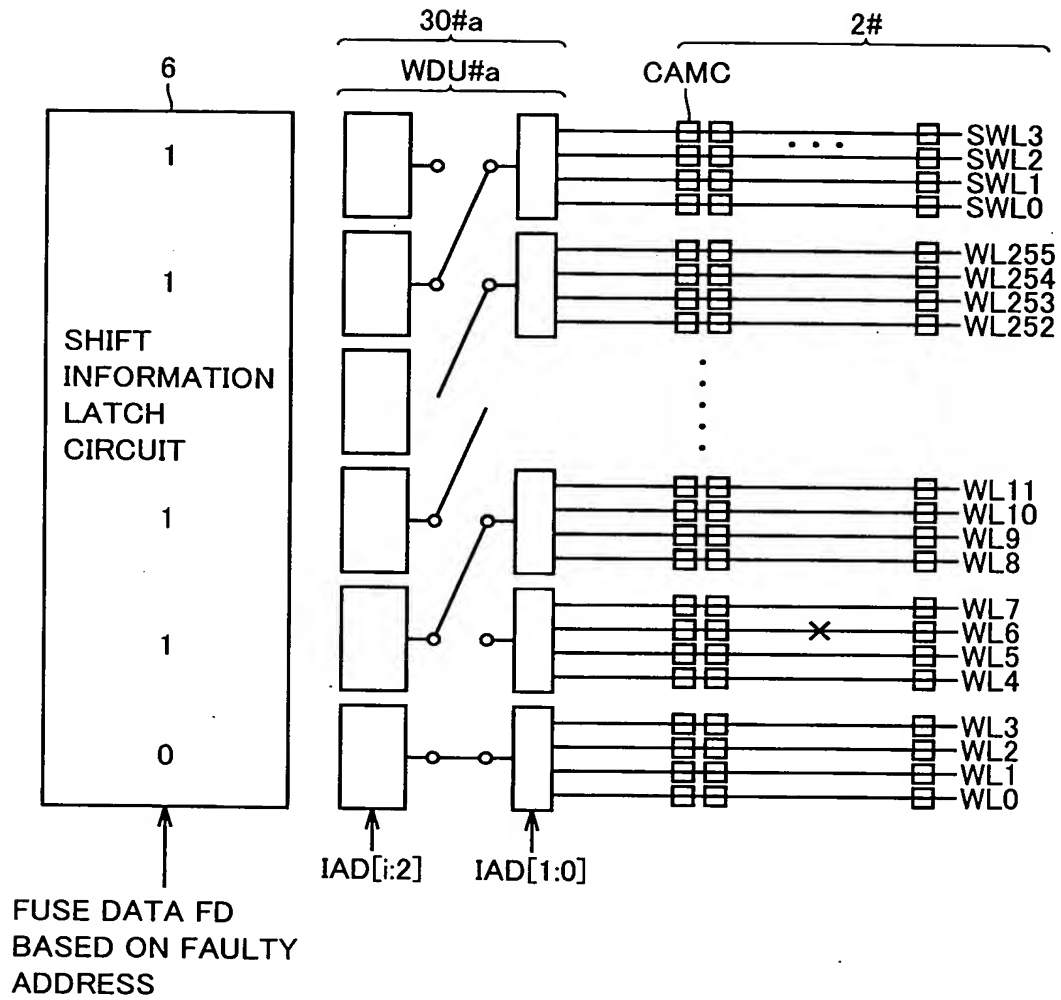 30#a
2#
6
WDU#a
CAMC
1
SWL3
SWL2
SWL1
SWL0
1
WL255
WL254
WL253
WL252
SHIFT
INFORMATION
LATCH
CIRCUIT
1
WL11
WL10
WL9
WL8
1
WL7
WL6
WL5
WL4
0
WL3
WL2
WL1
WL0
IAD[i:2]
IAD[1:0]
FUSE DATA FD
BASED ON FAULTY
ADDRESS